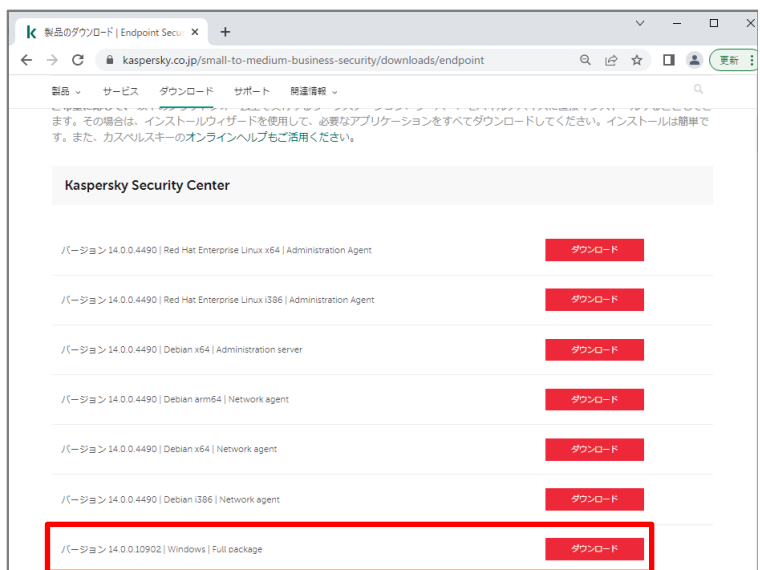 製品のダウンロード | Endpoint Secu
kaspersky.co.jp/small-to-medium-business-security/downloads/endpoint
更新
製品 サービス ダウンロード サポート 関連情報
ます。その場合は、インストールウィザードを使用して、必要なアプリケーションをすべてダウンロードしてください。インストールは簡単で
す。また、カスペルスキーのオンラインヘルプもご活用ください。
Kaspersky Security Center
バージョン 14.0.0.4490 | Red Hat Enterprise Linux x64 | Administration Agent ダウンロード
バージョン 14.0.0.4490 | Red Hat Enterprise Linux i386 | Administration Agent ダウンロード
バージョン 14.0.0.4490 | Debian x64 | Administration server ダウンロード
バージョン 14.0.0.4490 | Debian arm64 | Network agent ダウンロード
バージョン 14.0.0.4490 | Debian x64 | Network agent ダウンロード
バージョン 14.0.0.4490 | Debian i386 | Network agent ダウンロード
バージョン 14.0.0.10902 | Windows | Full package ダウンロード